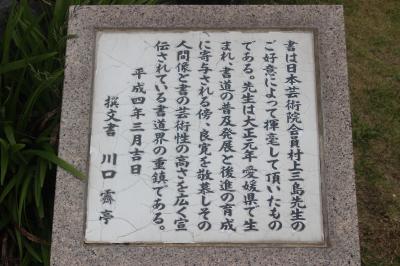 書は日本芸術院会員村上三島先生の
ご好意によって揮毫して頂いたもの
である。先生は大正元年愛媛県で生
まれ、書道の普及発展と後進の育成
に寄与される傍、良寛を敬慕しその
人間像と書の芸術性の高さを広く宣
伝されている書道界の重鎮である。
平成四年三月吉日
撰文書 川口霽亭